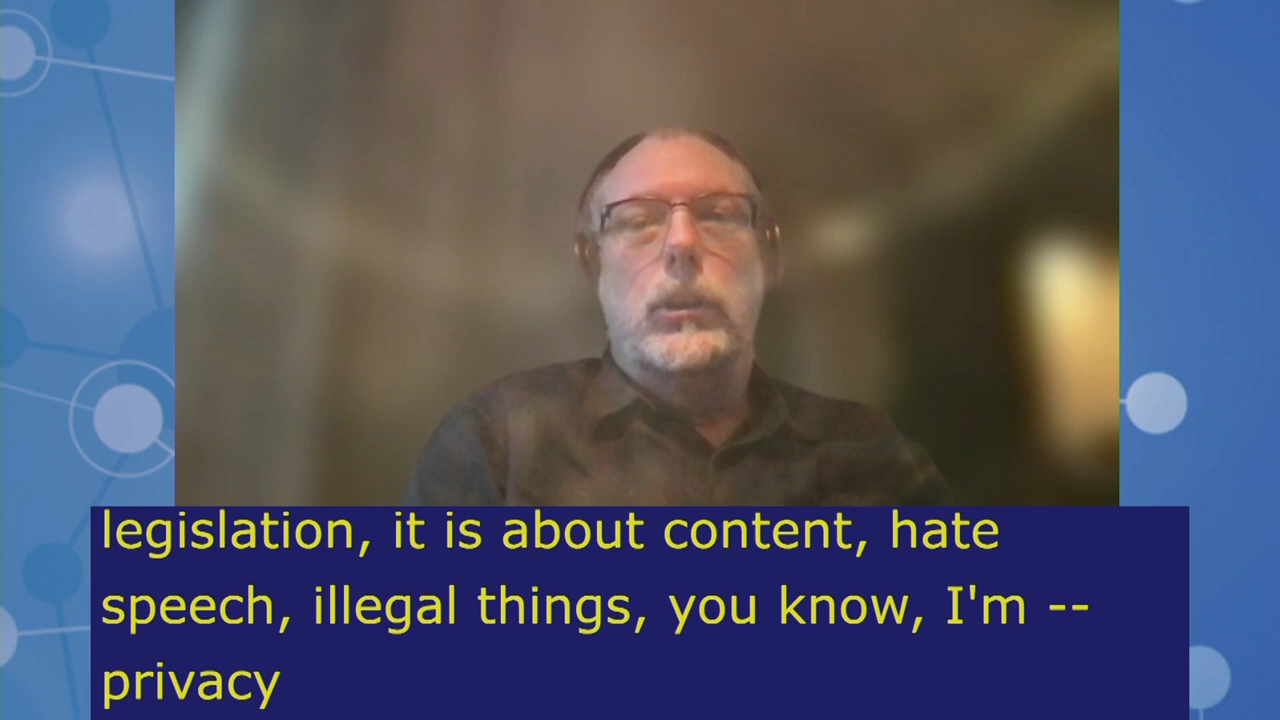 legislation, it is about content, hate
speech, illegal things, you know, I'm --
privacy